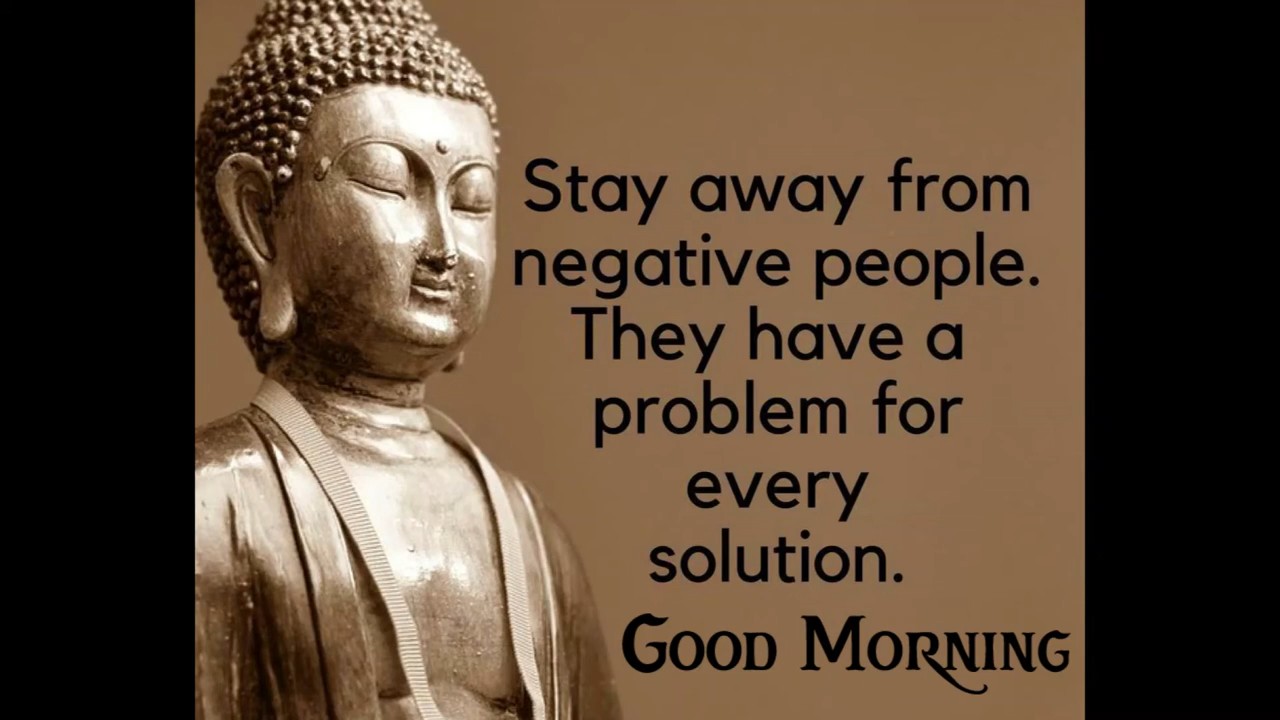 Stay away from
negative people.
They have a
problem for
every
solution.
Good Morning